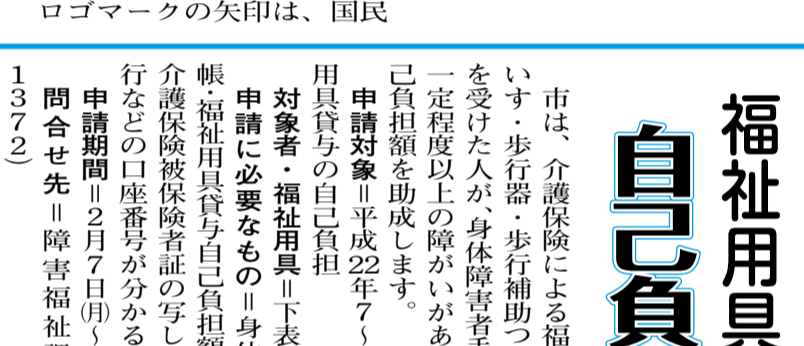 ロゴマークの矢印は、国民
福祉用具
自己負
市は、介護保険による福
いす・歩行器・歩行補助つ
を受けた人が、身体障害者手
一定程度以上の障がいがあ
己負担額を助成します。
申請対象＝平成22年7～
用具貸与の自己負担
対象者・福祉用具＝下表
申請に必要なもの＝身体
帳・福祉用具貸与自己負担額
介護保険被保険者証の写し
行などの口座番号が分かる
申請期間＝2月7日㈪～
問合せ先＝障害福祉課
1372）